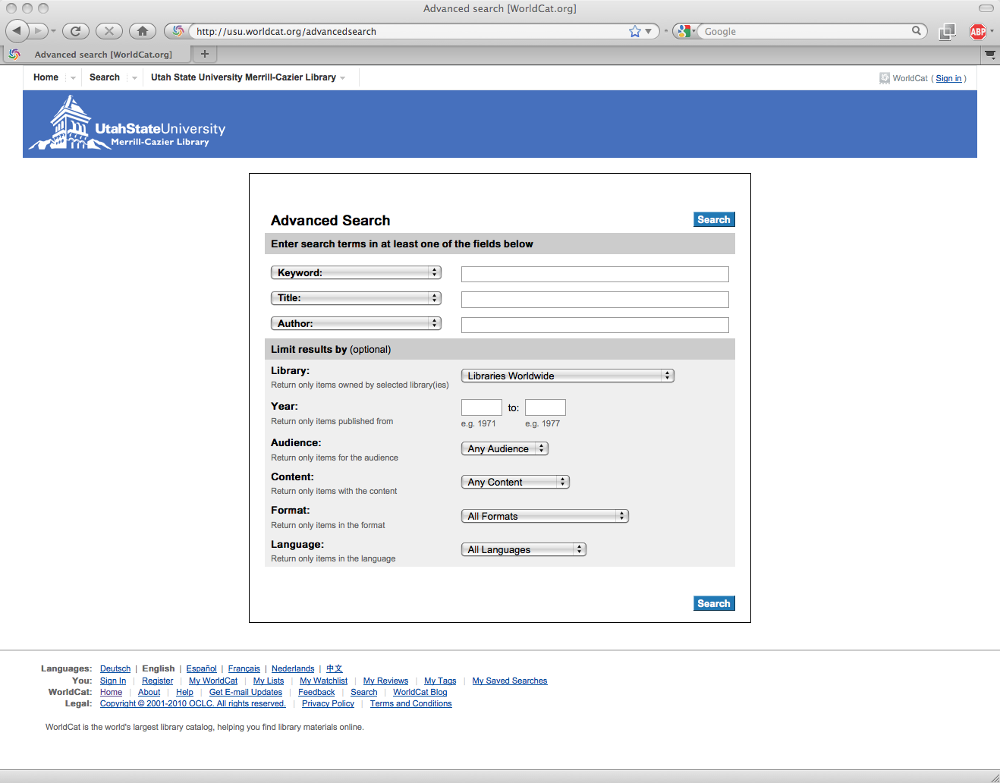 Advanced search [WorldCat.org]
http://usu.worldcat.org/advancedsearch
Google
ABP
Advanced search [WorldCat.org]
Home Search Utah State University Merrill-Cazier Library WorldCat ( Sign in )
UtahStateUniversity
Merrill-Cazier Library
Advanced Search Search
Enter search terms in at least one of the fields below
Keyword:
Title:
Author:
Limit results by (optional)
Library:
Libraries Worldwide
Return only items owned by selected library(ies)
Year:
to:
Return only items published from e.g. 1971 e.g. 1977
Audience:
Any Audience
Return only items for the audience
Content:
Any Content
Return only items with the content
Format:
All Formats
Return only items in the format
Language:
All Languages
Return only items in the language
Search
Languages: Deutsch | English | Español | Français | Nederlands | 中文
You: Sign In | Register | My WorldCat | My Lists | My Watchlist | My Reviews | My Tags | My Saved Searches
WorldCat: Home | About | Help | Get E-mail Updates | Feedback | Search | WorldCat Blog
Legal: Copyright © 2001-2010 OCLC. All rights reserved. | Privacy Policy | Terms and Conditions
WorldCat is the world's largest library catalog, helping you find library materials online.